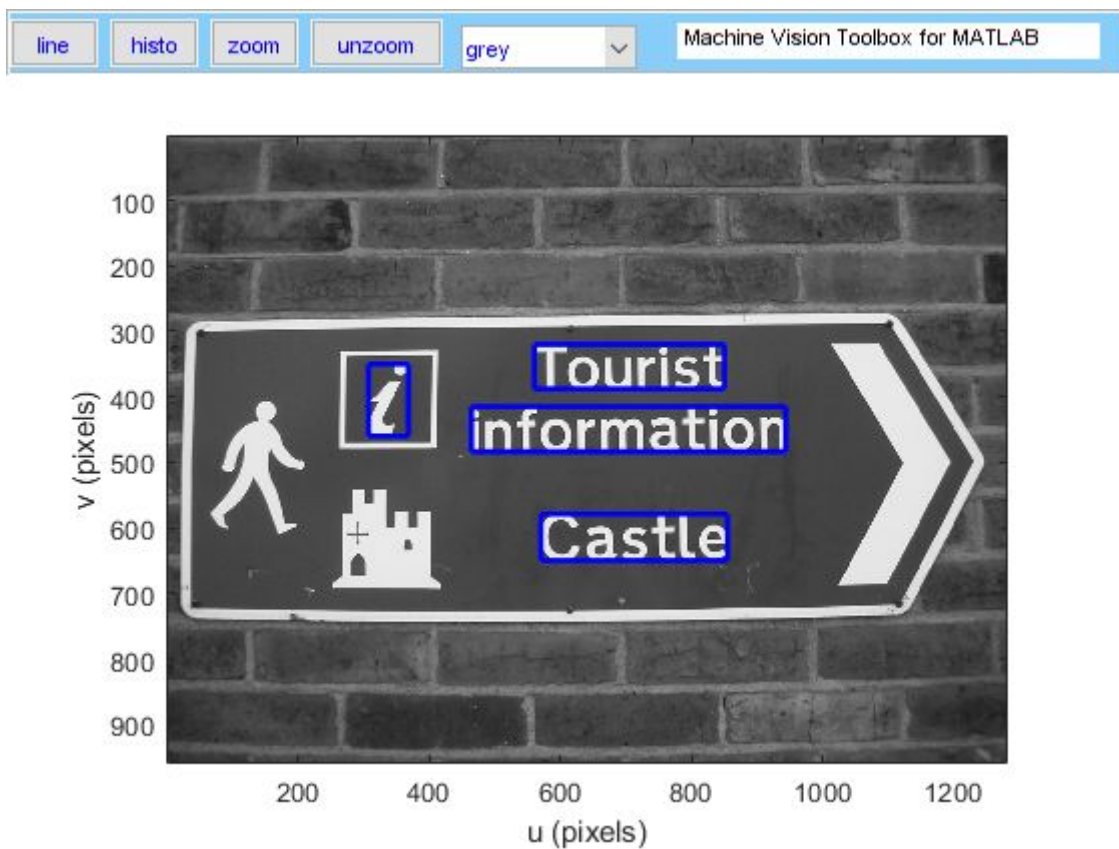 line histo zoom unzoom grey Machine Vision Toolbox for MATLAB
100
200
300
400
500
600
700
800
900
v (pixels)
i
Tourist
information
Castle
200 400 600 800 1000 1200
u (pixels)